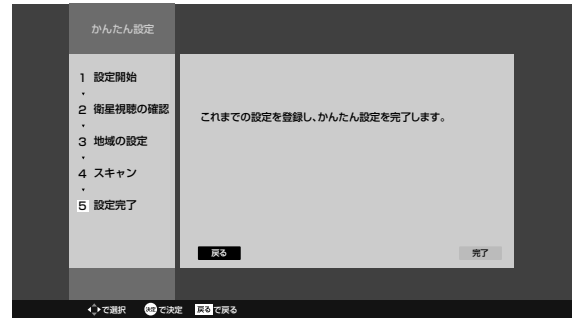 かんたん設定
1 設定開始
2 衛星視聴の確認
3 地域の設定
4 スキャン
5 設定完了
これまでの設定を登録し、かんたん設定を完了します。
戻る 完了
で選択 決定 で決定 戻る で戻る